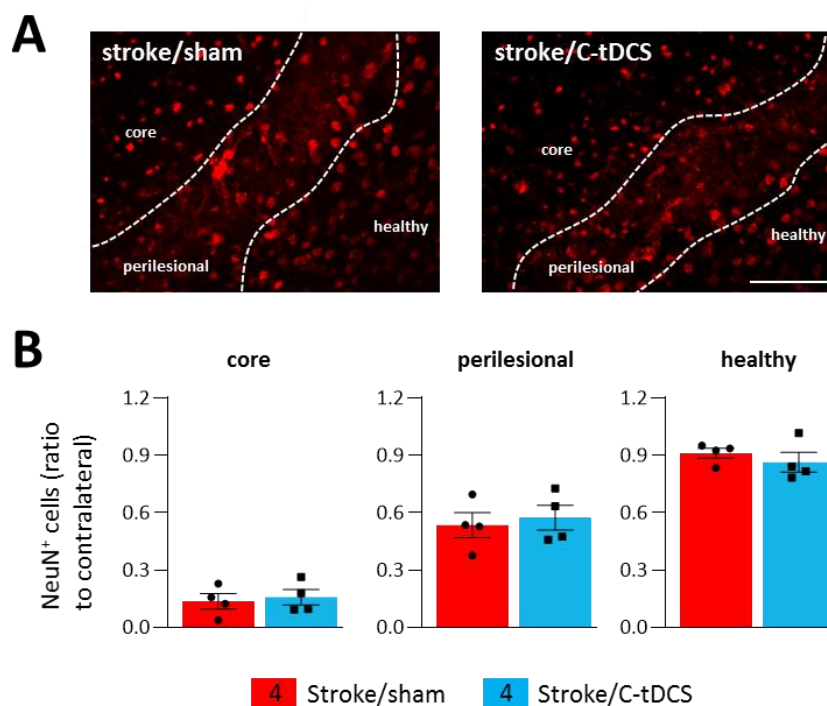 A
stroke/sham
stroke/C-tDCS
core
core
healthy
healthy
perilesional
perilesional
B
core
perilesional
healthy
NeuN⁺ cells (ratio
to contralateral)
1.2
0.9
0.6
0.3
0.0
1.2
0.9
0.6
0.3
0.0
1.2
0.9
0.6
0.3
0.0
4 Stroke/sham
4 Stroke/C-tDCS